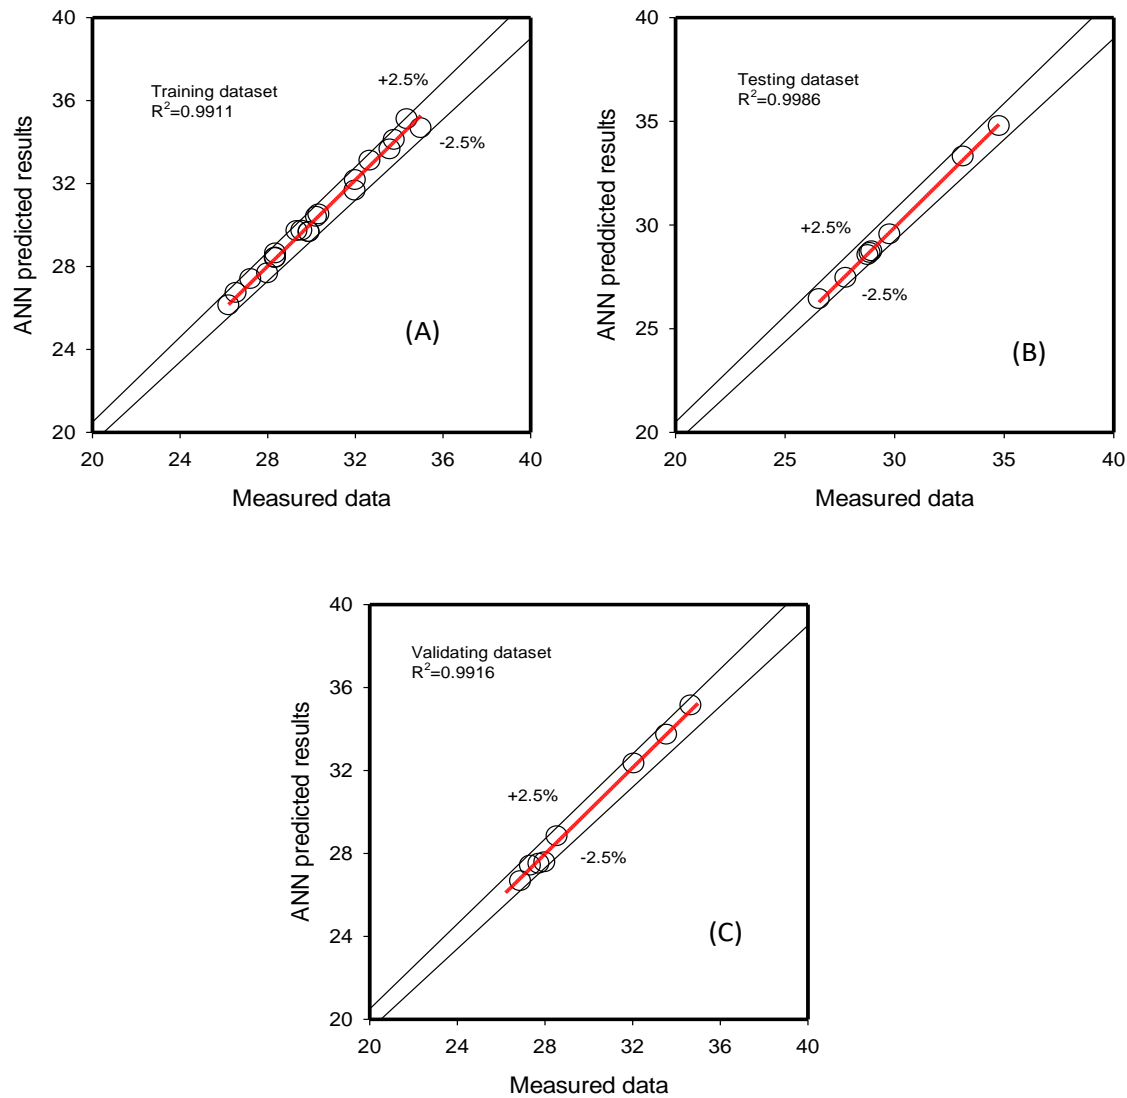 40
36
32
28
24
20
ANN predicted results
Training dataset
R²=0.9911
+2.5%
-2.5%
(A)
20 24 28 32 36 40
Measured data
40
35
30
25
20
ANN preddicted results
Testing dataset
R²=0.9986
+2.5%
-2.5%
(B)
20 25 30 35 40
Measured data
40
36
32
28
24
20
ANN predicted results
Validating dataset
R²=0.9916
+2.5%
-2.5%
(C)
20 24 28 32 36 40
Measured data